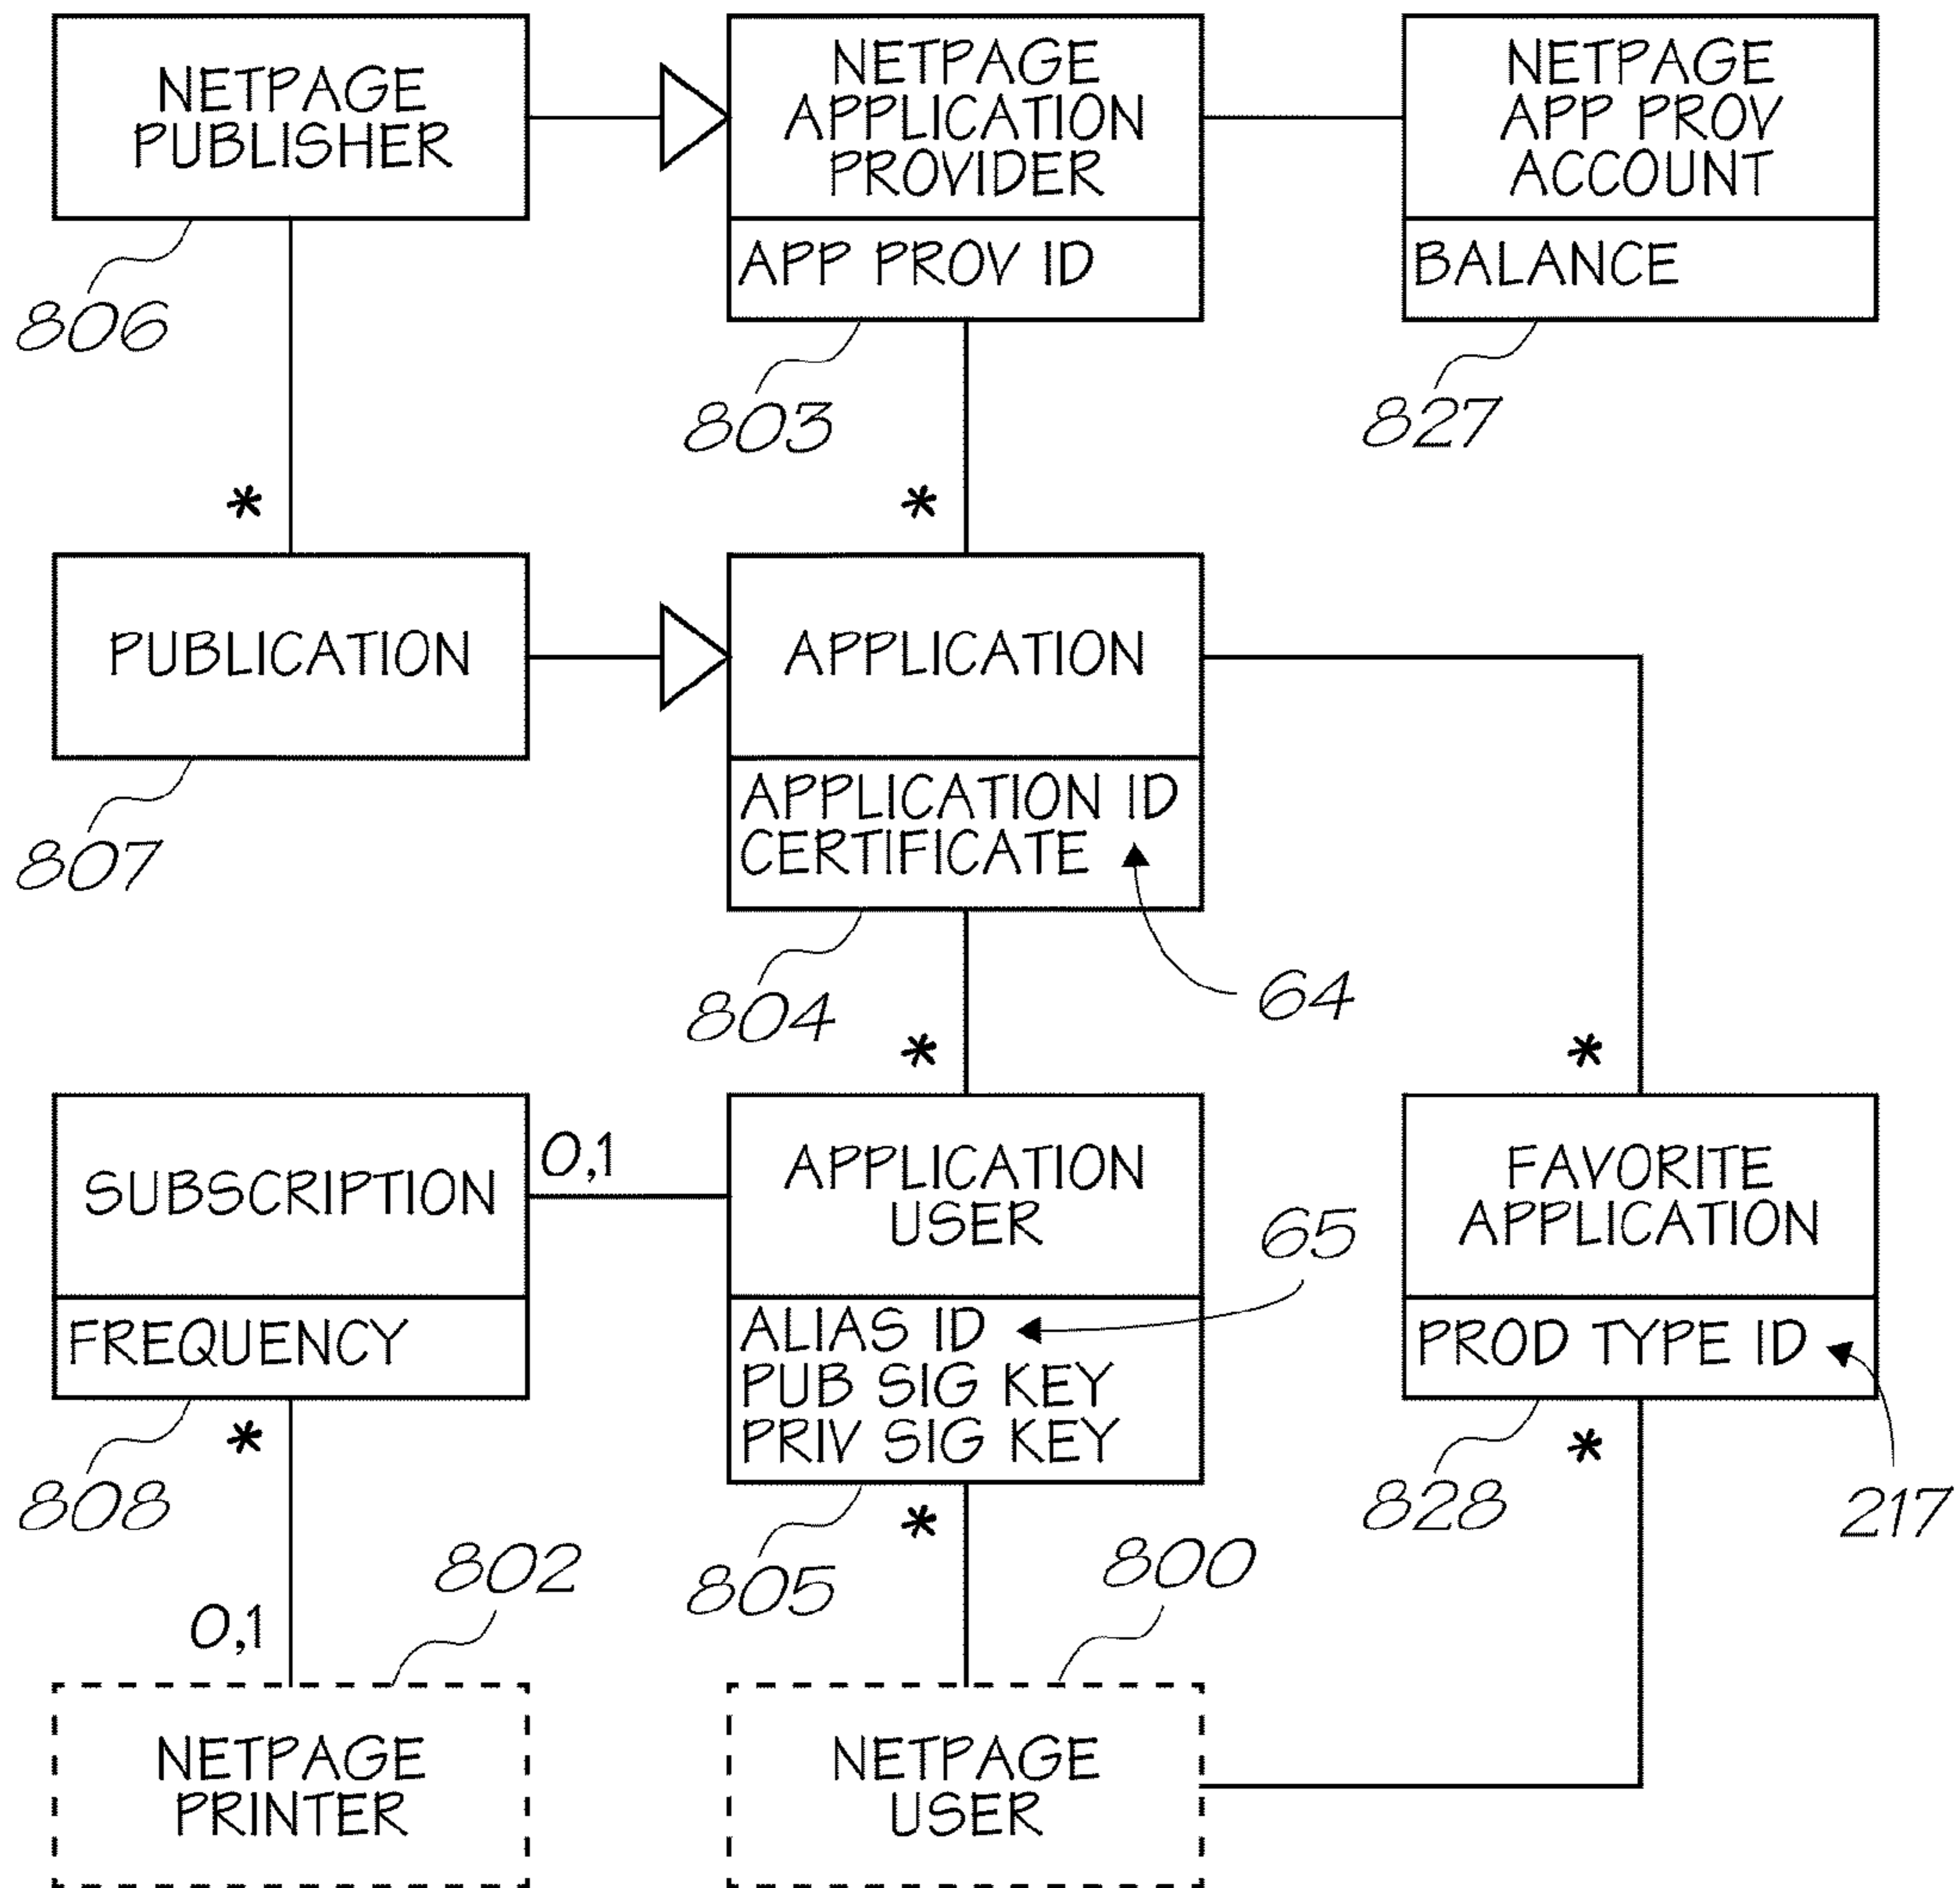 NETPAGE
PUBLISHER
806
NETPAGE
APPLICATION
PROVIDER
APP PROV ID
803
NETPAGE
APP PROV
ACCOUNT
BALANCE
827
*
*
PUBLICATION
807
APPLICATION
APPLICATION ID
CERTIFICATE
804
64
*
*
SUBSCRIPTION
FREQUENCY
808
0,1
APPLICATION
USER
ALIAS ID
PUB SIG KEY
PRIV SIG KEY
805
65
FAVORITE
APPLICATION
PROD TYPE ID
828
217
*
*
*
802
800
0,1
NETPAGE
PRINTER
NETPAGE
USER